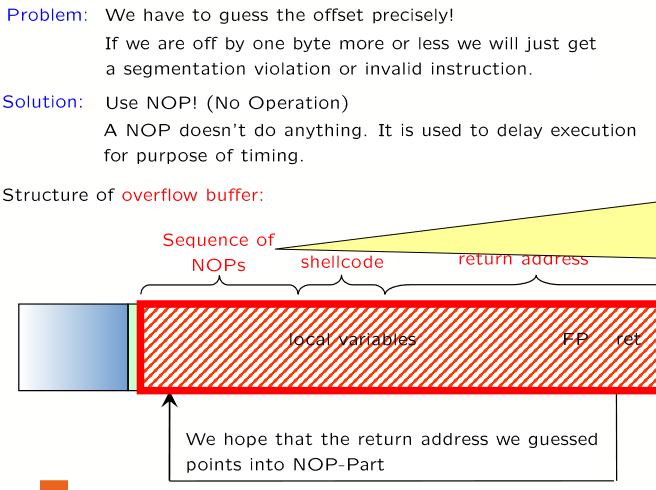 Problem: We have to guess the offset precisely!
If we are off by one byte more or less we will just get
a segmentation violation or invalid instruction.
Solution: Use NOP! (No Operation)
A NOP doesn't do anything. It is used to delay execution
for purpose of timing.
Structure of overflow buffer:
Sequence of
NOPs
shellcode
return address
local variables
FP
ret
We hope that the return address we guessed
points into NOP-Part